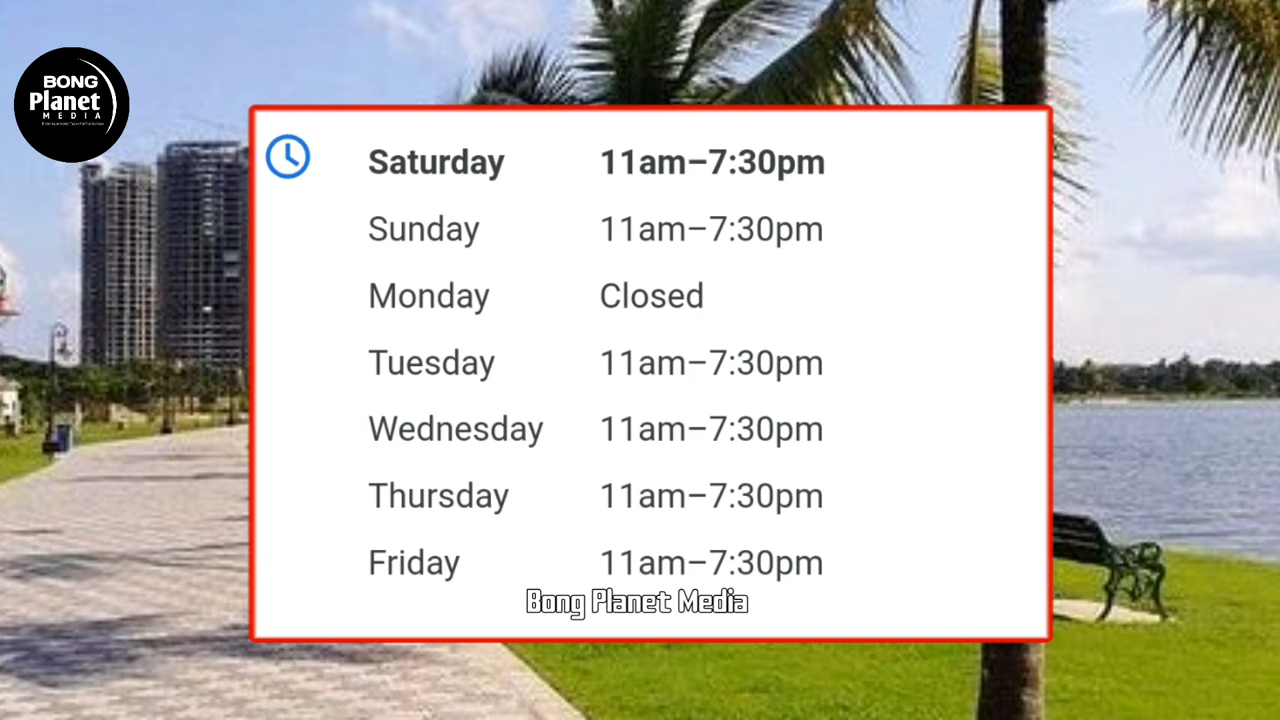 BONG
Planet
MEDIA
Saturday 11am–7:30pm
Sunday 11am–7:30pm
Monday Closed
Tuesday 11am–7:30pm
Wednesday 11am–7:30pm
Thursday 11am–7:30pm
Friday 11am–7:30pm
Bong Planet Media